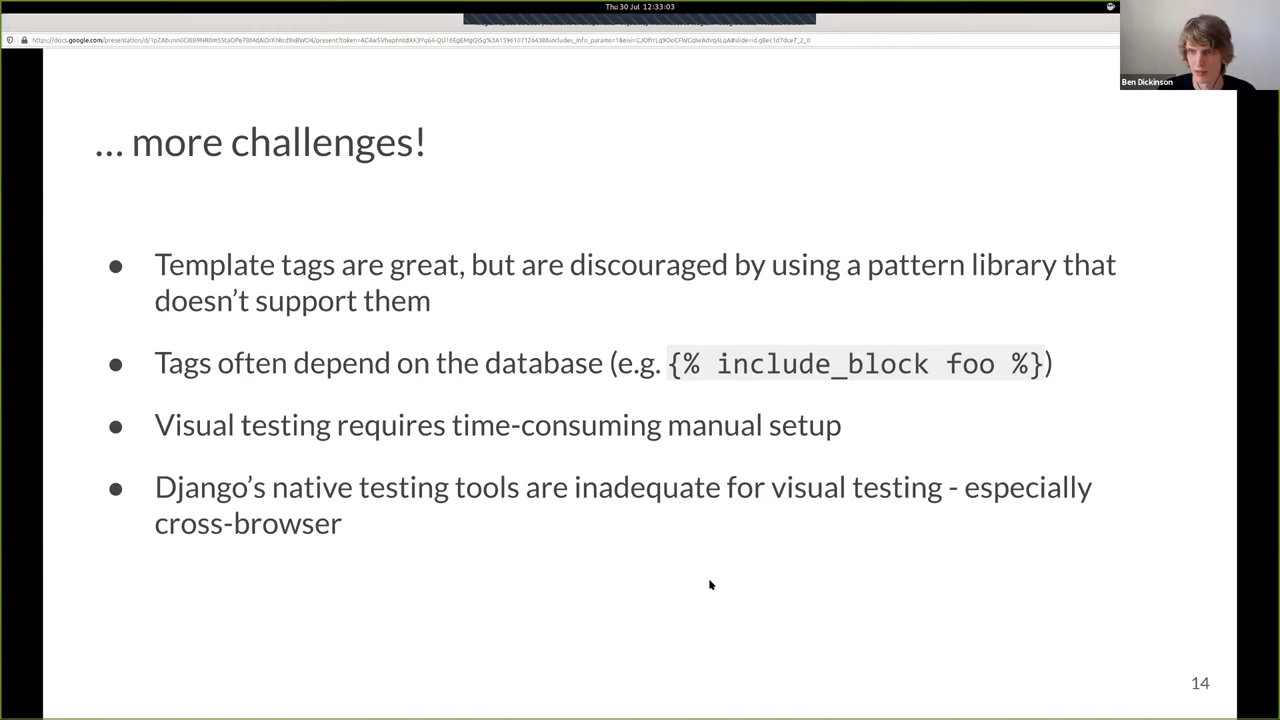 Thu 30 Jul 12:33:03
Ben Dickinson
… more challenges!
● Template tags are great, but are discouraged by using a pattern library that
doesn’t support them
● Tags often depend on the database (e.g. {% include_block foo %})
● Visual testing requires time-consuming manual setup
● Django’s native testing tools are inadequate for visual testing - especially
cross-browser
14